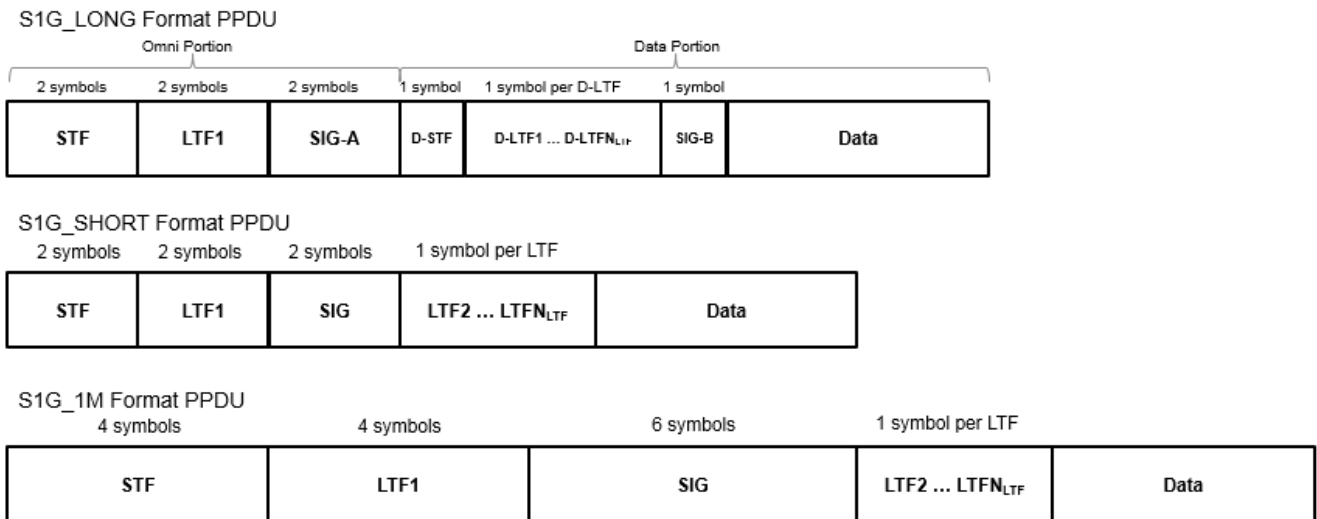 S1G_LONG Format PPDU
Omni Portion Data Portion
2 symbols 2 symbols 2 symbols 1 symbol 1 symbol per D-LTF 1 symbol
STF LTF1 SIG-A D-STF D-LTF1 ... D-LTFN_LTF SIG-B Data
S1G_SHORT Format PPDU
2 symbols 2 symbols 2 symbols 1 symbol per LTF
STF LTF1 SIG LTF2 ... LTFN_LTF Data
S1G_1M Format PPDU
4 symbols 4 symbols 6 symbols 1 symbol per LTF
STF LTF1 SIG LTF2 ... LTFN_LTF Data